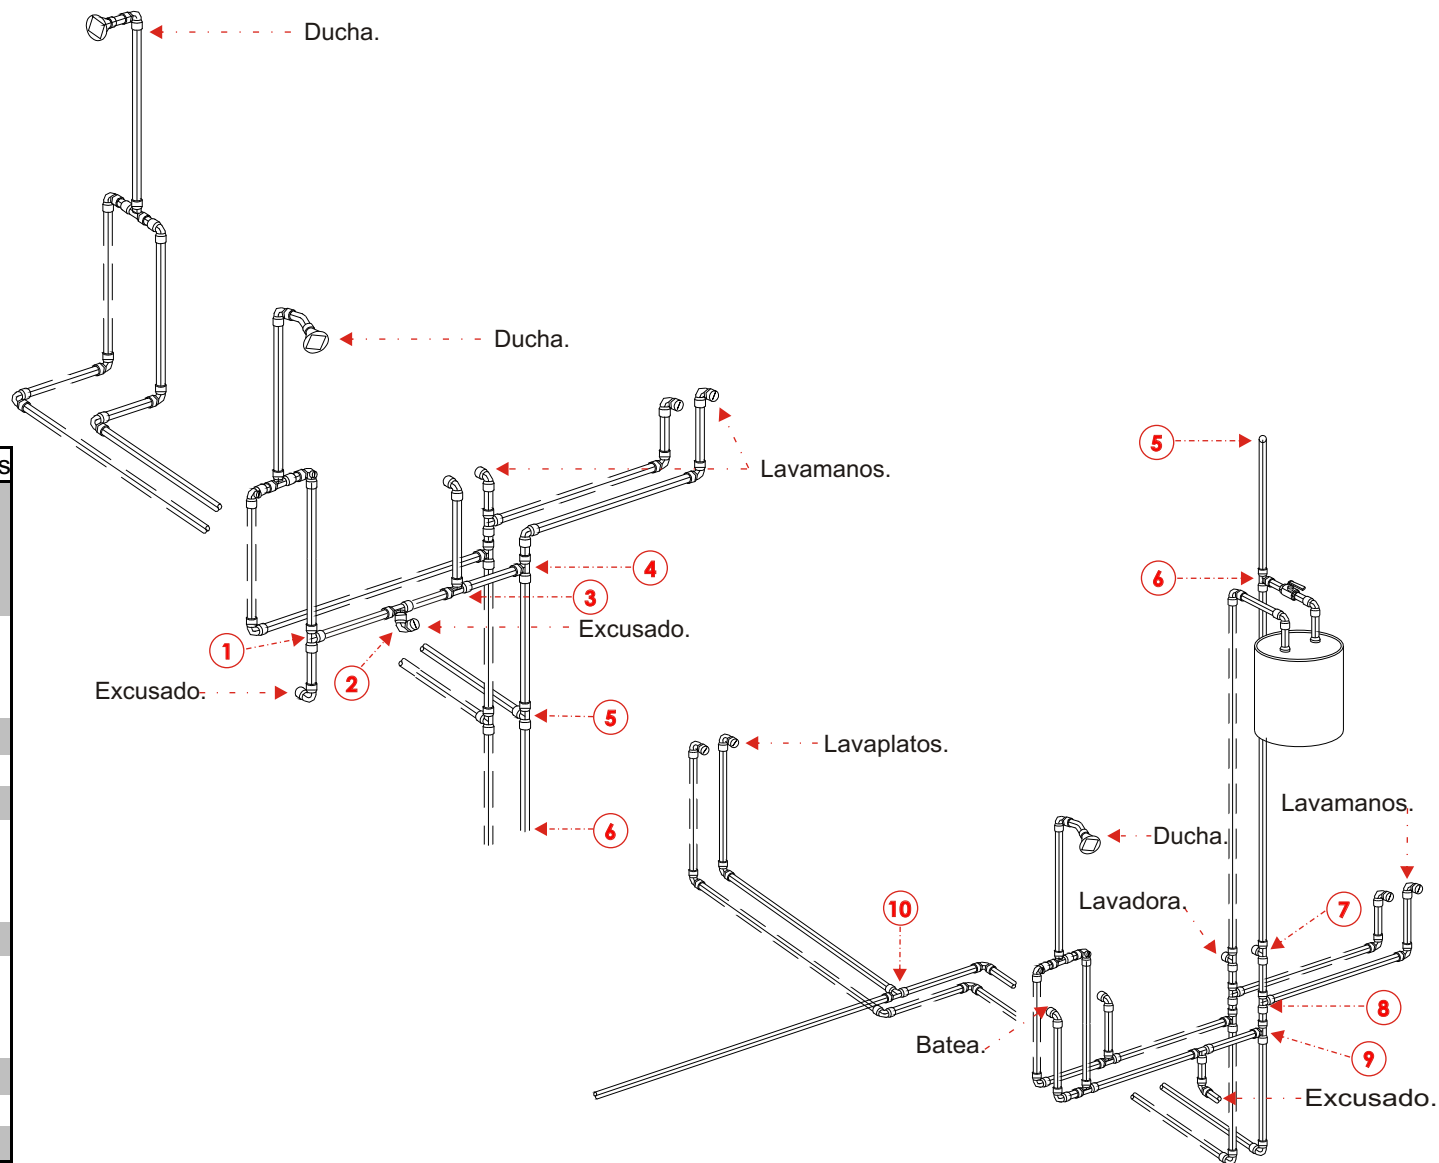 Ducha.
Ducha.
s
Lavamanos.
5
4
6
3
Excusado.
1
2
Excusado.
5
Lavaplatos.
Lavamanos.
6
Ducha.
Lavadora.
7
10
8
Batea.
9
Excusado.